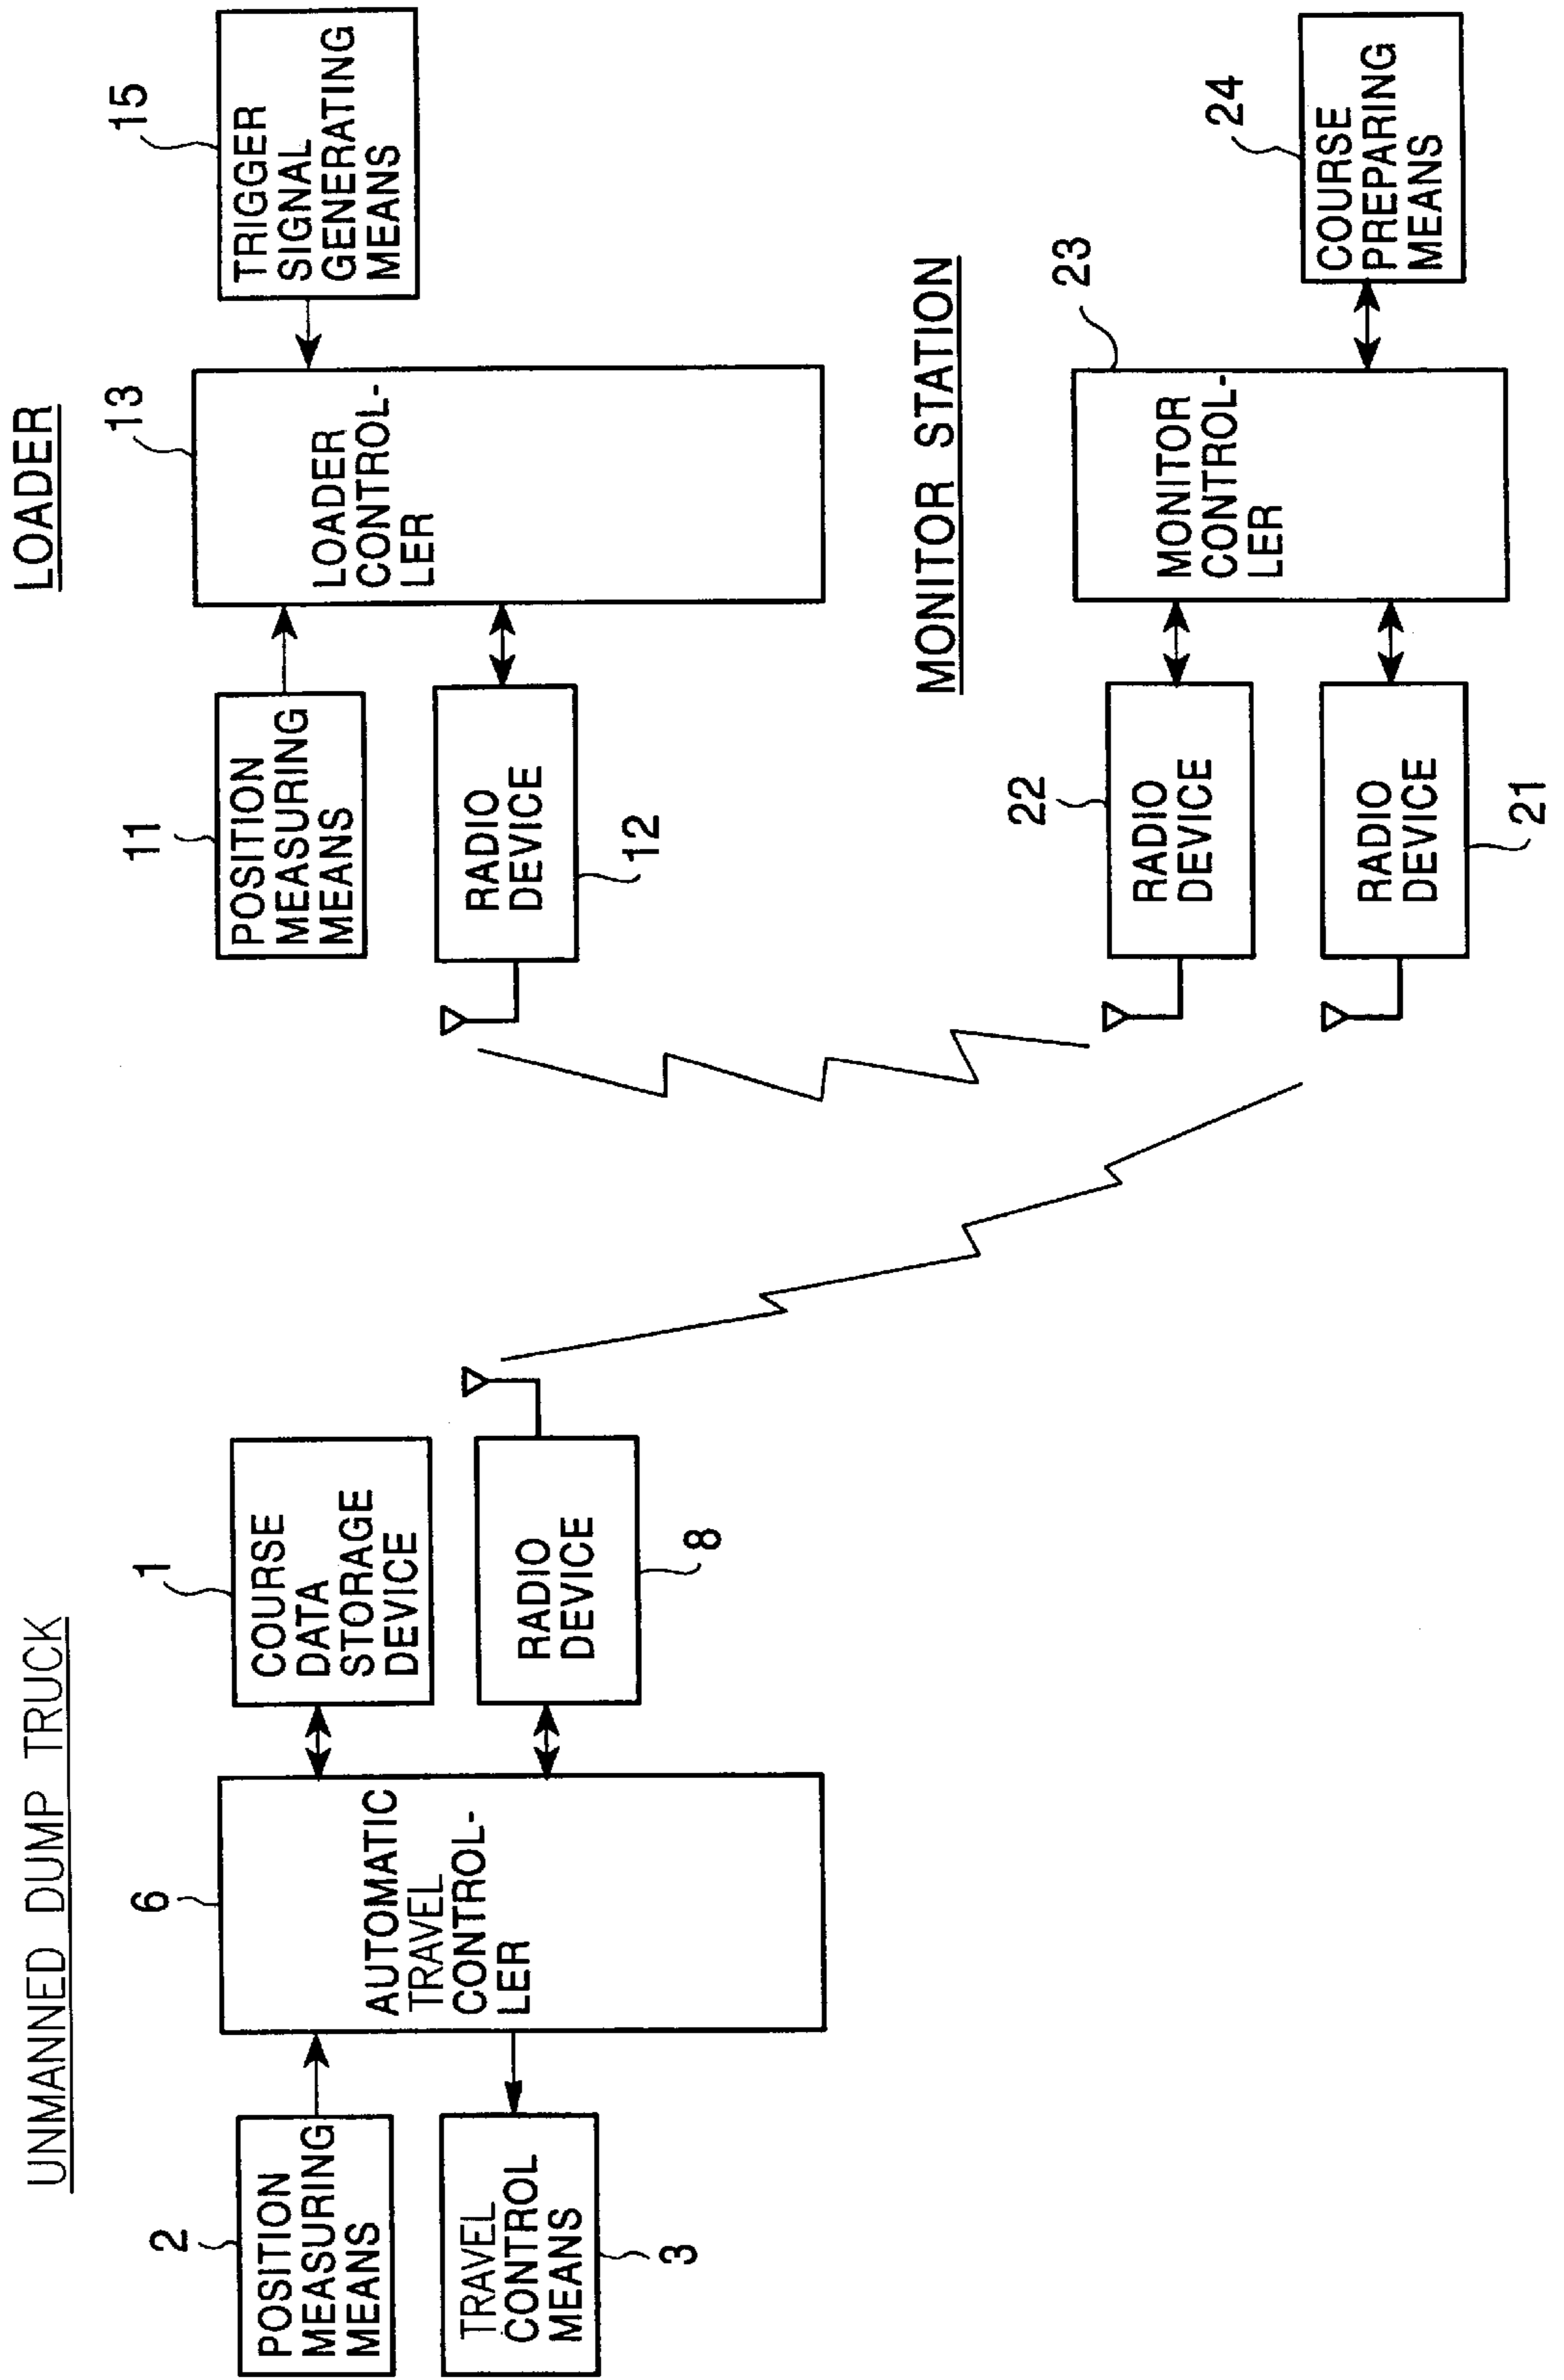 UNMANNED DUMP TRUCK
2
POSITION
MEASURING
MEANS
TRAVEL
CONTROL
MEANS
3
6
AUTOMATIC
TRAVEL
CONTROL-
LER
1
COURSE
DATA
STORAGE
DEVICE
RADIO
DEVICE
8
LOADER
11
POSITION
MEASURING
MEANS
RADIO
DEVICE
12
13
LOADER
CONTROL-
LER
15
TRIGGER
SIGNAL
GENERATING
MEANS
MONITOR STATION
22
RADIO
DEVICE
RADIO
DEVICE
21
23
MONITOR
CONTROL-
LER
24
COURSE
PREPARING
MEANS